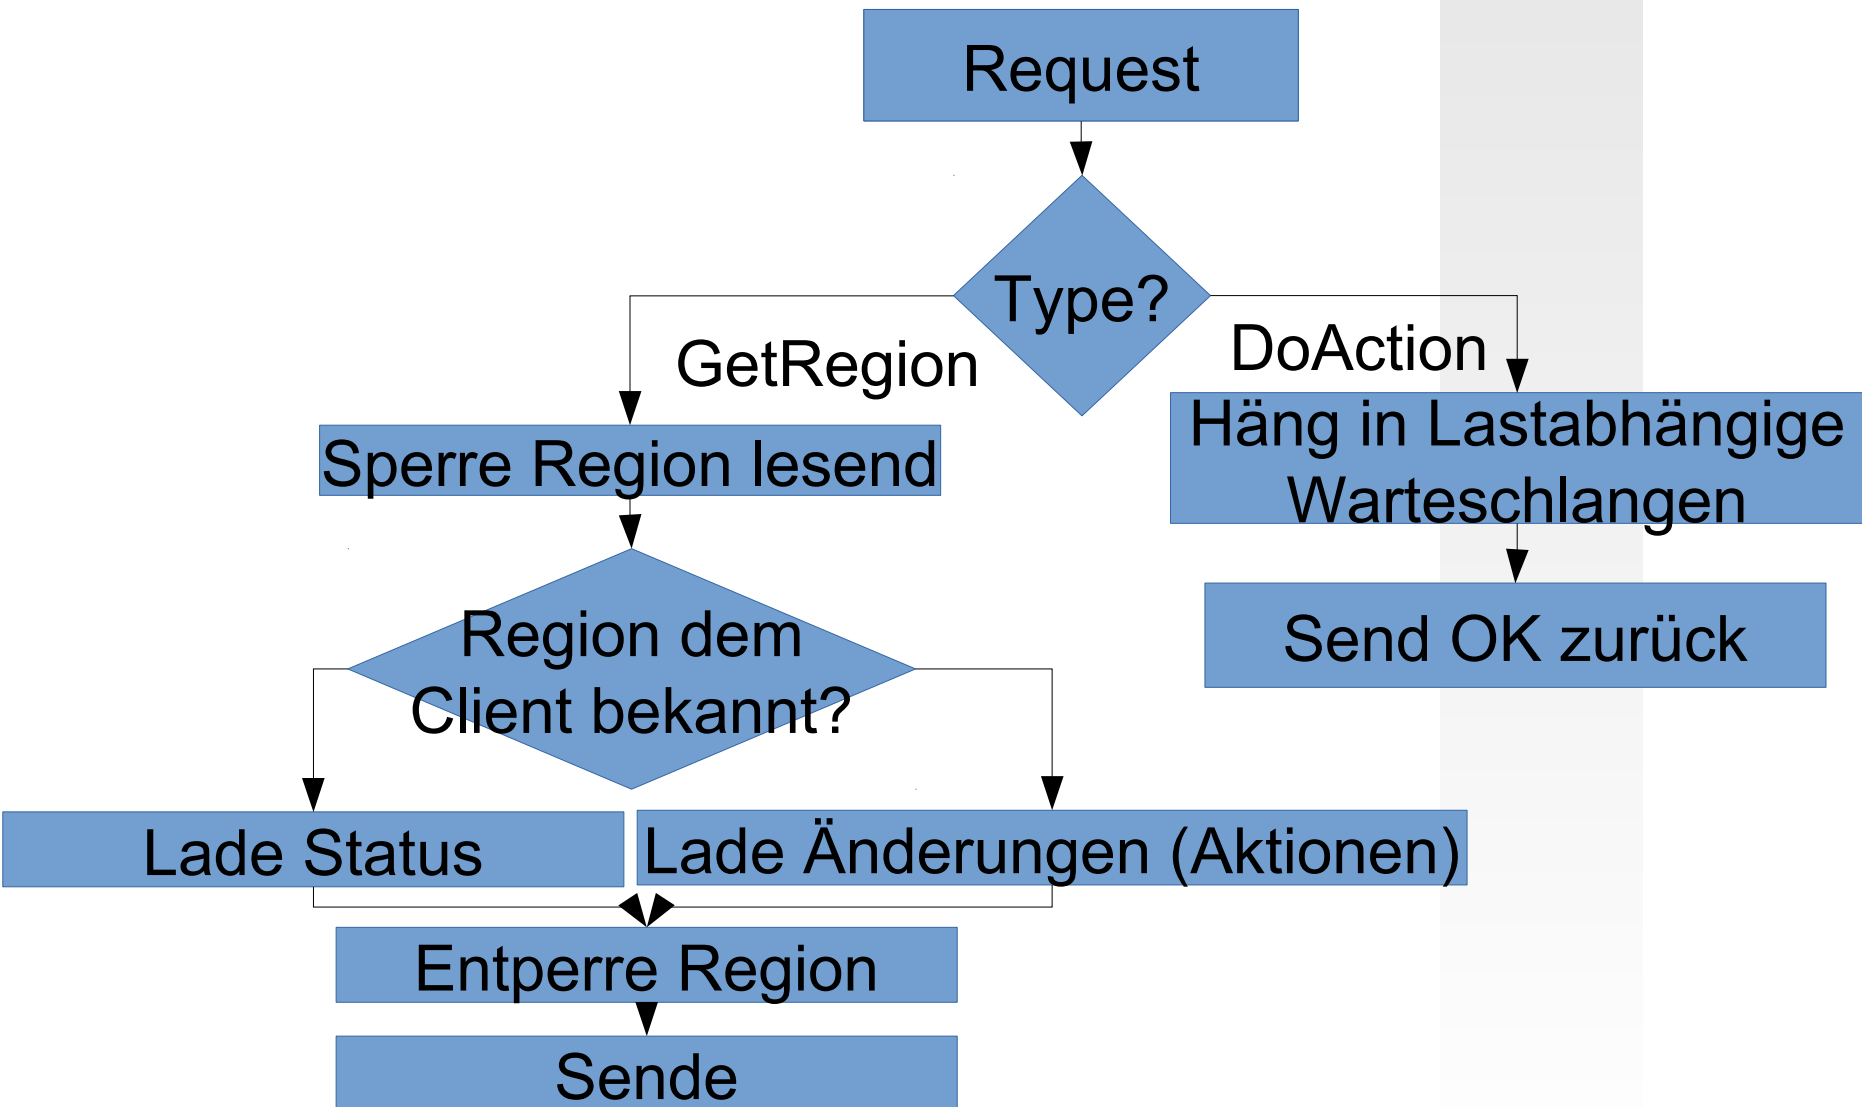 Request
Type?
GetRegion
DoAction
Häng in Lastabhängige
Warteschlangen
Sperre Region lesend
Send OK zurück
Region dem
Client bekannt?
Lade Status
Lade Änderungen (Aktionen)
Entperre Region
Sende